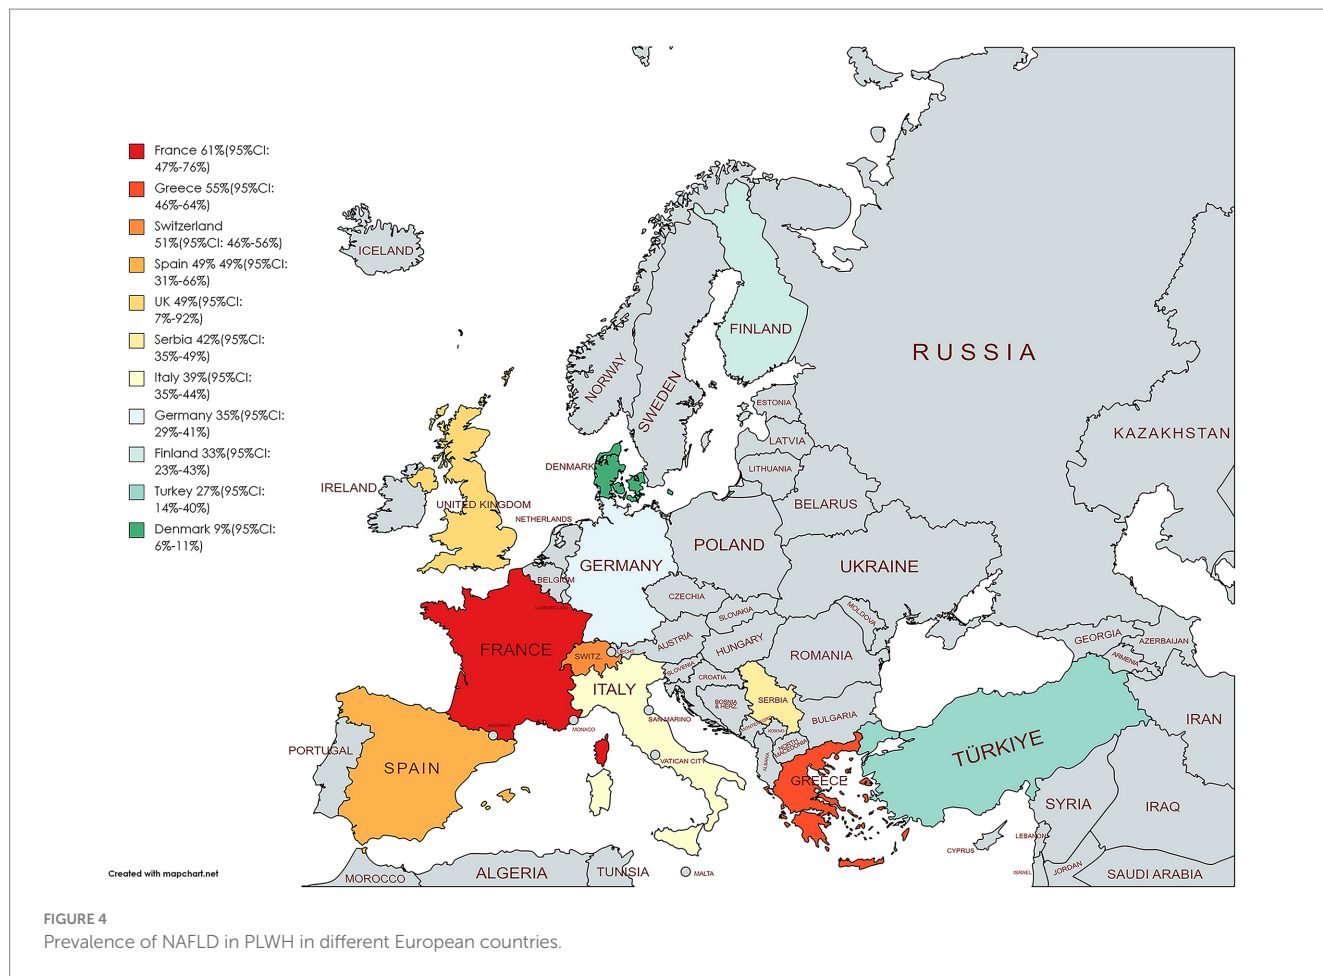 France 61%(95%CI:
47%-76%)
Greece 55%(95%CI:
46%-64%)
Switzerland
51%(95%CI: 46%-56%)
Spain 49% 49%(95%CI:
31%-66%)
UK 49%(95%CI:
7%-92%)
Serbia 42%(95%CI:
35%-49%)
Italy 39%(95%CI:
35%-44%)
Germany 35%(95%CI:
29%-41%)
Finland 33%(95%CI:
23%-43%)
Turkey 27%(95%CI:
14%-40%)
Denmark 9%(95%CI:
6%-11%)
ICELAND
FINLAND
RUSSIA
NORWAY
SWEDEN
ESTONIA
KAZAKHSTAN
LATVIA
DENMARK
LITHUANIA
IRELAND
UNITED KINGDOM
BELARUS
NETHERLANDS
POLAND
GERMANY
UKRAINE
BELGIUM
CZECHIA
LUXEMBOURG
SLOVAKIA
MOLDOVA
AUSTRIA
HUNGARY
GEORGIA
AZERBAIJAN
FRANCE
SWITZ.
LIECHT.
ROMANIA
ARMENIA
SLOVENIA
CROATIA
ITALY
BOSNIA
& HERZ.
SERBIA
SAN MARINO
BULGARIA
IRAN
ANDORRA
MONACO
MONTENEGRO
KOSOVO
PORTUGAL
VATICAN CITY
NORTH
MACEDONIA
ALBANIA
TÜRKIYE
SPAIN
GREECE
SYRIA
IRAQ
LEBANON
CYPRUS
MOROCCO
ALGERIA
TUNISIA
MALTA
ISRAEL
JORDAN
SAUDI ARABIA
Created with mapchart.net
FIGURE 4
Prevalence of NAFLD in PLWH in different European countries.